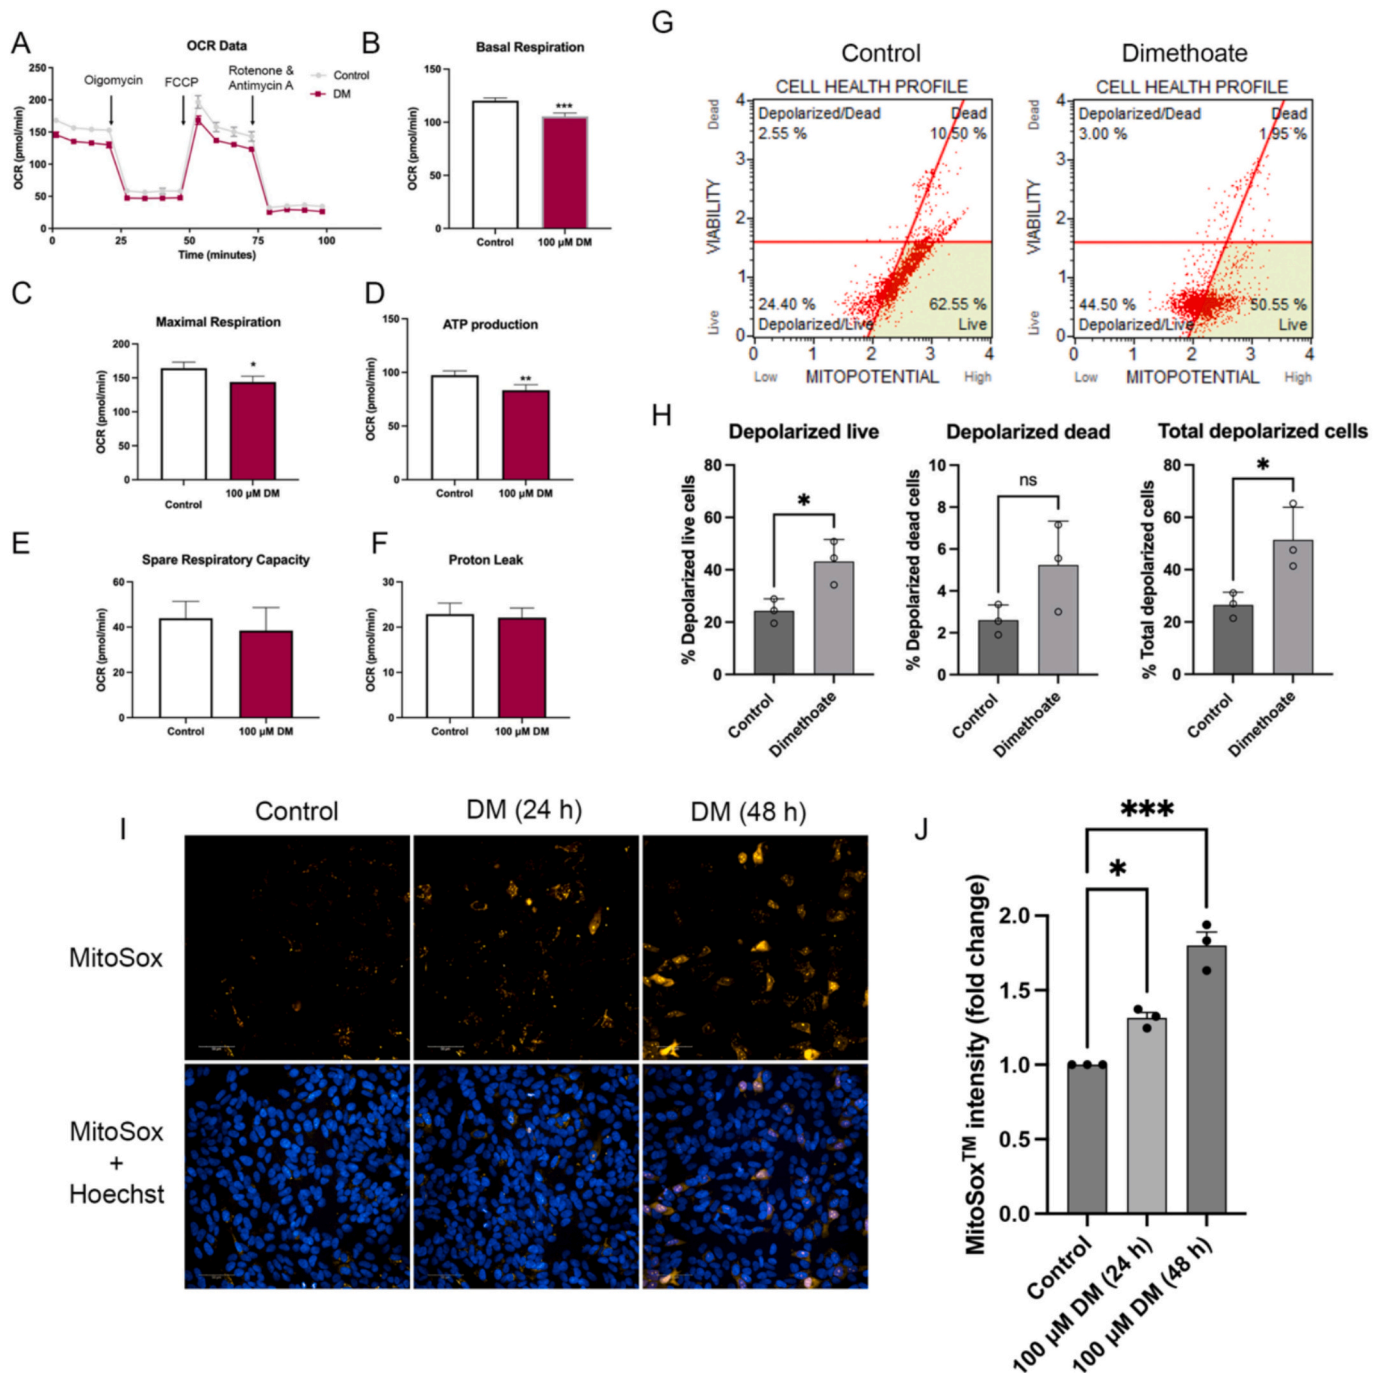 A
OCR Data
OCR (pmol/min)
250
200
150
100
50
0
Oigomycin
FCCP
Rotenone &
Antimycin A
Control
DM
0
25
50
75
100
Time (minutes)
B
Basal Respiration
OCR (pmol/min)
150
100
50
0
***
Control
100 µM DM
C
Maximal Respiration
OCR (pmol/min)
200
150
100
50
0
*
Control
100 µM DM
D
ATP production
OCR (pmol/min)
150
100
50
0
**
Control
100 µM DM
E
Spare Respiratory Capacity
OCR (pmol/min)
60
40
20
0
Control
100 µM DM
F
Proton Leak
OCR (pmol/min)
30
20
10
0
Control
100 µM DM
G
Control
CELL HEALTH PROFILE
Dead
VIABILITY
Live
4
3
2
1
0
Depolarized/Dead
2.55 %
Dead
10.50 %
24.40 %
Depolarized/Live
62.55 %
Live
0
1
2
3
4
Low
MITOPOTENTIAL
High
Dimethoate
CELL HEALTH PROFILE
Dead
VIABILITY
Live
4
3
2
1
0
Depolarized/Dead
3.00 %
Dead
1.95 %
44.50 %
Depolarized/Live
50.55 %
Live
0
1
2
3
4
Low
MITOPOTENTIAL
High
H
Depolarized live
% Depolarized live cells
80
60
40
20
0
*
Control
Dimethoate
Depolarized dead
% Depolarized dead cells
10
8
6
4
2
0
ns
Control
Dimethoate
Total depolarized cells
% Total depolarized cells
80
60
40
20
0
*
Control
Dimethoate
I
Control
DM (24 h)
DM (48 h)
MitoSox
MitoSox
+
Hoechst
J
MitoSox™ intensity (fold change)
2.0
1.5
1.0
0.5
0.0
***
*
Control
100 µM DM (24 h)
100 µM DM (48 h)